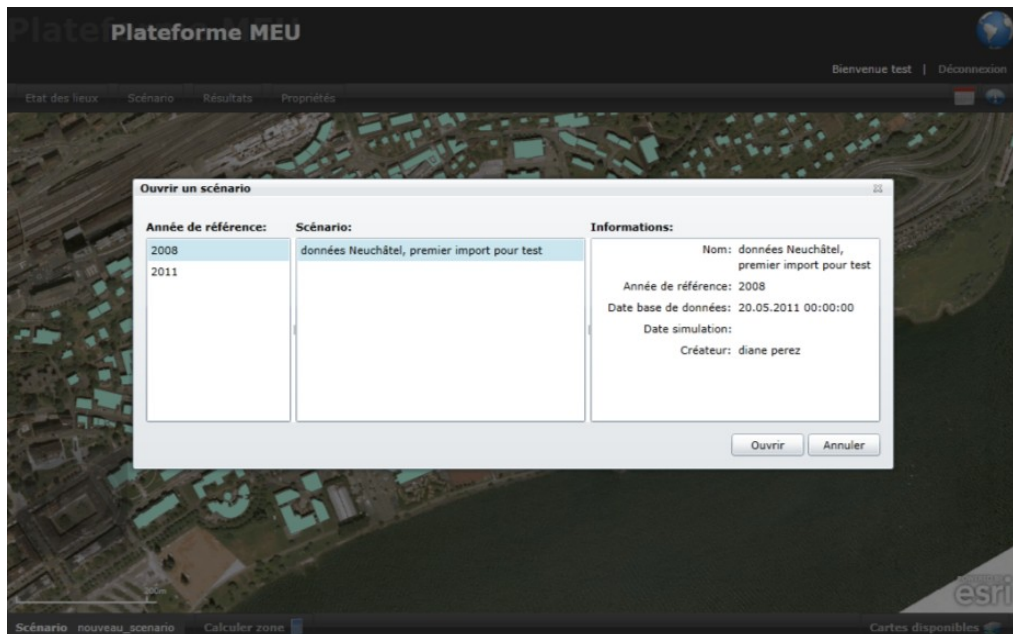 Plateforme MEU
Bienvenue test | Déconnexion
Etat des lieux Scénario Résultats Propriétés
Ouvrir un scénario
Année de référence: Scénario: Informations:
2008
2011
données Neuchâtel, premier import pour test
Nom: données Neuchâtel,
premier import pour test
Année de référence: 2008
Date base de données: 20.05.2011 00:00:00
Date simulation:
Créateur: diane perez
Ouvrir Annuler
200m
esri
Scénario nouveau_scenario Calculer zone Cartes disponibles